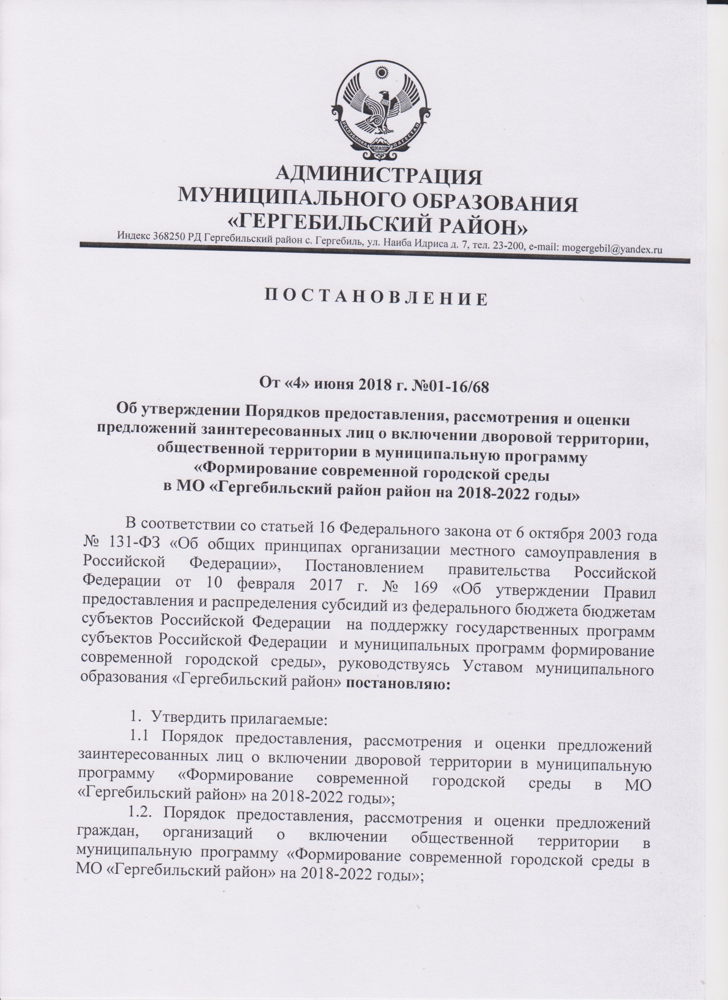 РЕСПУБЛИКА ДАГЕСТАН
АДМИНИСТРАЦИЯ
МУНИЦИПАЛЬНОГО ОБРАЗОВАНИЯ
«ГЕРГЕБИЛЬСКИЙ РАЙОН»
Индекс 368250 РД Гергебильский район с. Гергебиль, ул. Наиба Идриса д. 7, тел. 23-200, e-mail: mogergebil@yandex.ru
П О С Т А Н О В Л Е Н И Е
От «4» июня 2018 г. №01-16/68
Об утверждении Порядков предоставления, рассмотрения и оценки
предложений заинтересованных лиц о включении дворовой территории,
общественной территории в муниципальную программу
«Формирование современной городской среды
в МО «Гергебильский район район на 2018-2022 годы»
В соответствии со статьей 16 Федерального закона от 6 октября 2003 года
№ 131-ФЗ «Об общих принципах организации местного самоуправления в
Российской Федерации», Постановлением правительства Российской
Федерации от 10 февраля 2017 г. № 169 «Об утверждении Правил
предоставления и распределения субсидий из федерального бюджета бюджетам
субъектов Российской Федерации на поддержку государственных программ
субъектов Российской Федерации и муниципальных программ формирование
современной городской среды», руководствуясь Уставом муниципального
образования «Гергебильский район» постановляю:
1. Утвердить прилагаемые:
1.1 Порядок предоставления, рассмотрения и оценки предложений
заинтересованных лиц о включении дворовой территории в муниципальную
программу «Формирование современной городской среды в МО
«Гергебильский район» на 2018-2022 годы»;
1.2. Порядок предоставления, рассмотрения и оценки предложений
граждан, организаций о включении общественной территории в
муниципальную программу «Формирование современной городской среды в
МО «Гергебильский район» на 2018-2022 годы»;